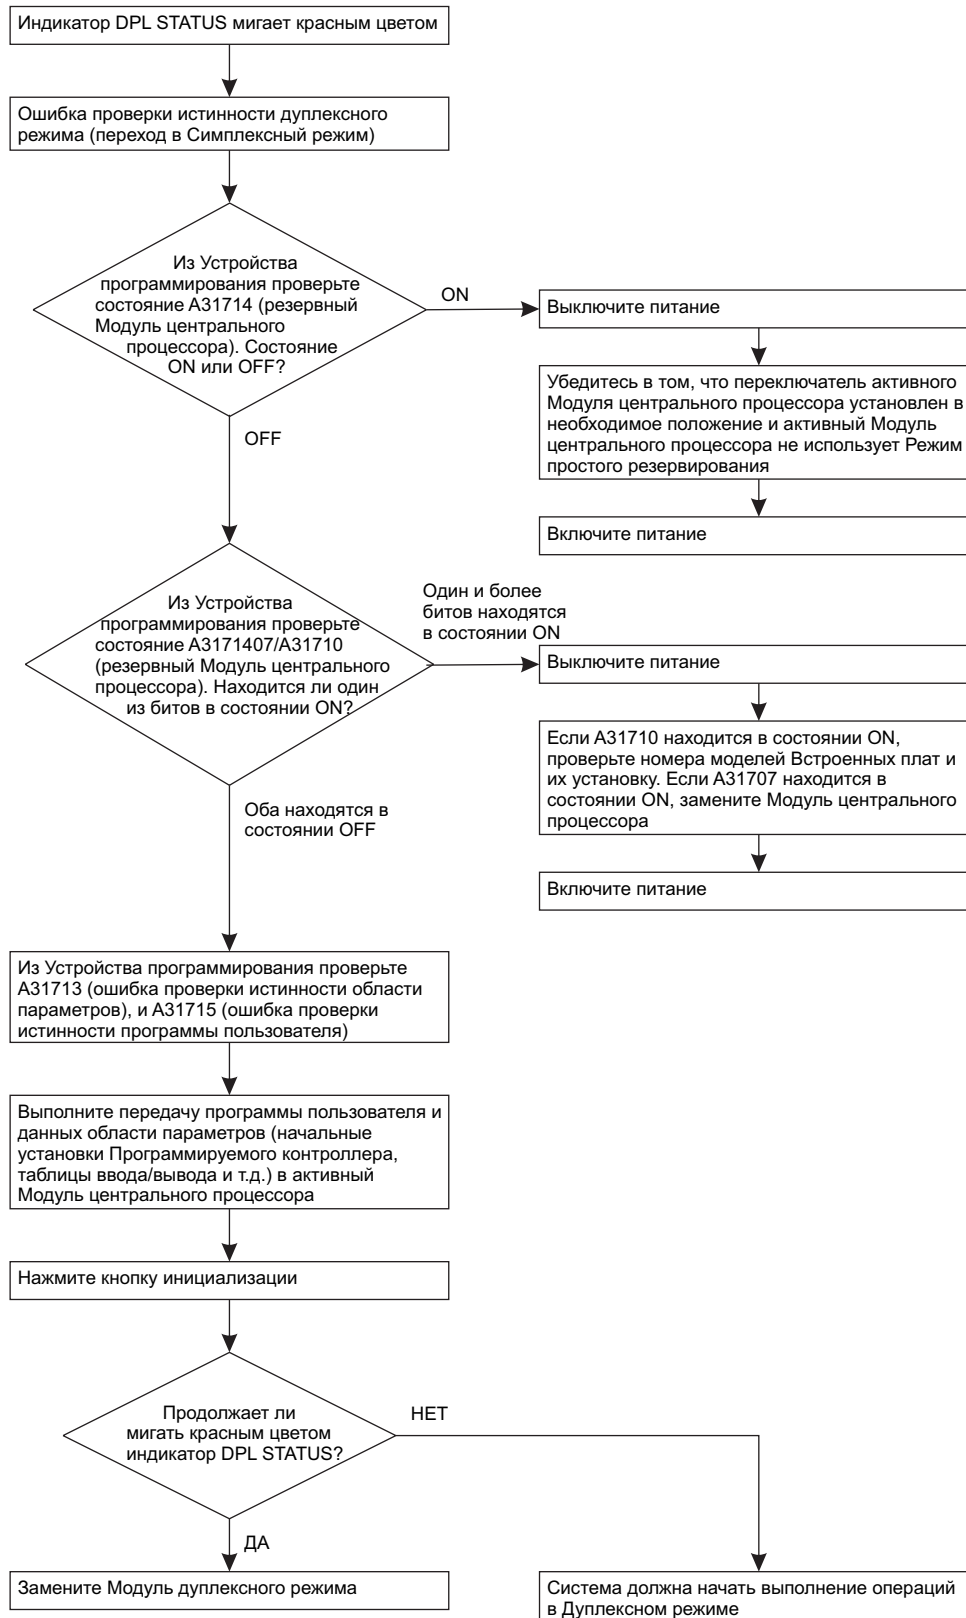 Индикатор DPL STATUS мигает красным цветом
Ошибка проверки истинности дуплексного
режима (переход в Симплексный режим)
Из Устройства
программирования проверьте
состояние A31714 (резервный
Модуль центрального
процессора). Состояние
ON или OFF?
ON
Выключите питание
Убедитесь в том, что переключатель активного
Модуля центрального процессора установлен в
необходимое положение и активный Модуль
центрального процессора не использует Режим
простого резервирования
Включите питание
OFF
Из Устройства
программирования проверьте
состояние A3171407/A31710
(резервный Модуль центрального
процессора). Находится ли один
из битов в состоянии ON?
Один и более
битов находятся
в состоянии ON
Выключите питание
Если A31710 находится в состоянии ON,
проверьте номера моделей Встроенных плат и
их установку. Если A31707 находится в
состоянии ON, замените Модуль центрального
процессора
Включите питание
Оба находятся в
состоянии OFF
Из Устройства программирования проверьте
A31713 (ошибка проверки истинности области
параметров), и A31715 (ошибка проверки
истинности программы пользователя)
Выполните передачу программы пользователя и
данных области параметров (начальные
установки Программируемого контроллера,
таблицы ввода/вывода и т.д.) в активный
Модуль центрального процессора
Нажмите кнопку инициализации
Продолжает ли
мигать красным цветом
индикатор DPL STATUS?
НЕТ
ДА
Замените Модуль дуплексного режима
Система должна начать выполнение операций
в Дуплексном режиме